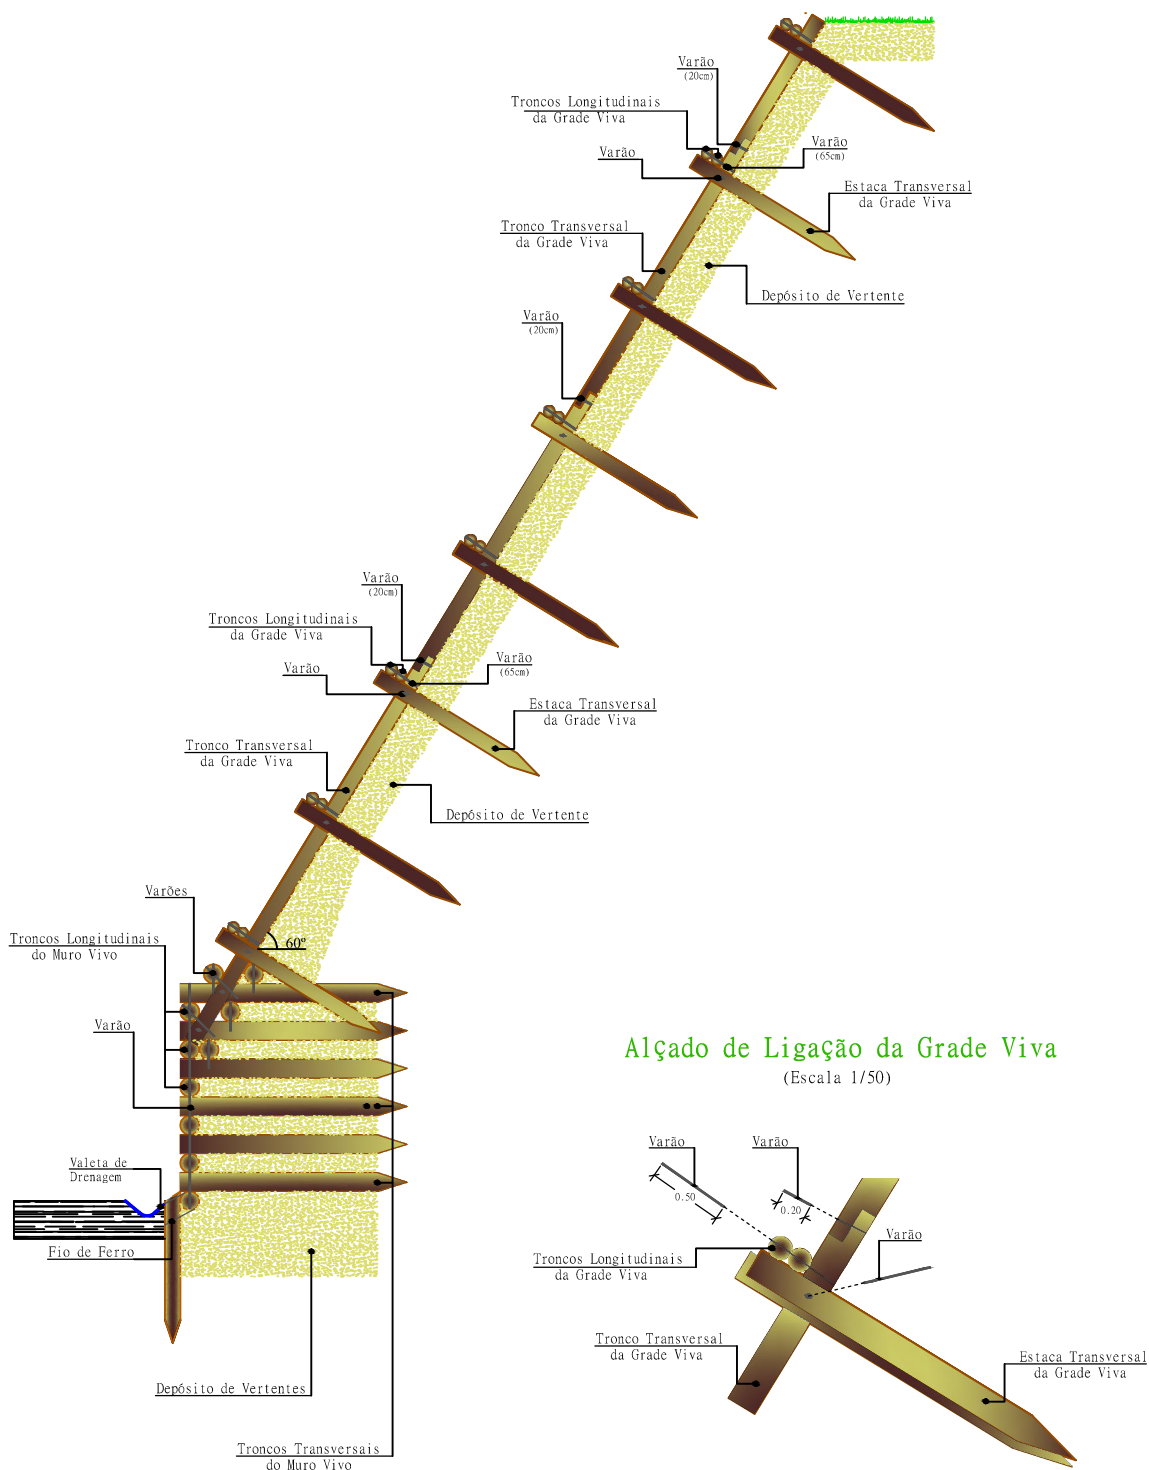 Varão
(20cm)
Troncos Longitudinais
da Grade Viva
Varão
(65cm)
Varão
Estaca Transversal
da Grade Viva
Tronco Transversal
da Grade Viva
Depósito de Vertente
Varão
(20cm)
Varão
(20cm)
Troncos Longitudinais
da Grade Viva
Varão
(65cm)
Varão
Estaca Transversal
da Grade Viva
Tronco Transversal
da Grade Viva
Depósito de Vertente
Varões
60º
Troncos Longitudinais
do Muro Vivo
Varão
Valeta de
Drenagem
Fio de Ferro
Depósito de Vertentes
Troncos Transversais
do Muro Vivo
Alçado de Ligação da Grade Viva
(Escala 1/50)
Varão
Varão
0.50
0.20
Varão
Troncos Longitudinais
da Grade Viva
Tronco Transversal
da Grade Viva
Estaca Transversal
da Grade Viva